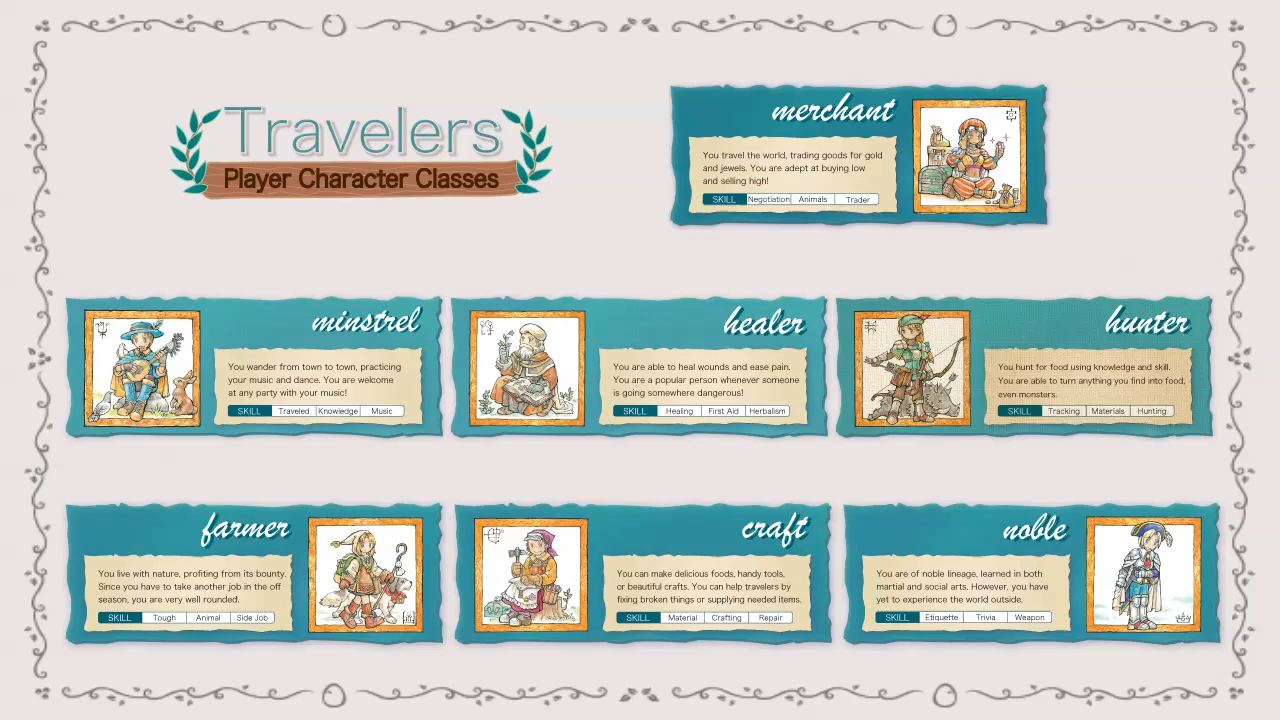 Travelers
Player Character Classes
merchant
You travel the world, trading goods for gold
and jewels. You are adept at buying low
and selling high!
SKILL Negotiation Animals Trader
minstrel
You wander from town to town, practicing
your music and dance. You are welcome
at any party with your music!
SKILL Traveled Knowledge Music
healer
You are able to heal wounds and ease pain.
You are a popular person whenever someone
is going somewhere dangerous!
SKILL Healing First Aid Herbalism
hunter
You hunt for food using knowledge and skill.
You are able to turn anything you find into food,
even monsters.
SKILL Tracking Materials Hunting
farmer
You live with nature, profiting from its bounty.
Since you have to take another job in the off
season, you are very well rounded.
SKILL Tough Animal Side Job
craft
You can make delicious foods, handy tools,
or beautiful crafts. You can help travelers by
fixing broken things or supplying needed items.
SKILL Material Crafting Repair
noble
You are of noble lineage, learned in both
martial and social arts. However, you have
yet to experience the world outside.
SKILL Etiquette Trivia Weapon